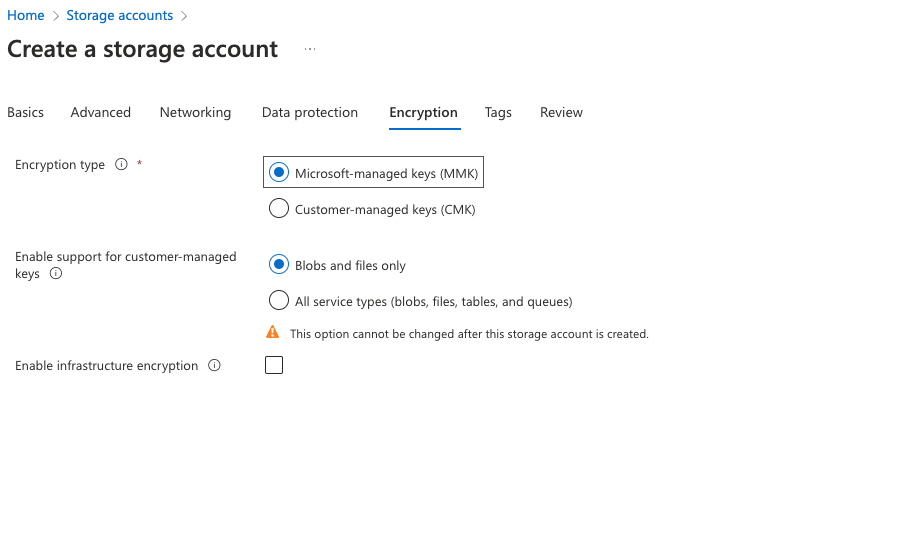 Home > Storage accounts >
Create a storage account ...
Basics Advanced Networking Data protection Encryption Tags Review
Encryption type *
Microsoft-managed keys (MMK)
Customer-managed keys (CMK)
Enable support for customer-managed
keys
Blobs and files only
All service types (blobs, files, tables, and queues)
This option cannot be changed after this storage account is created.
Enable infrastructure encryption